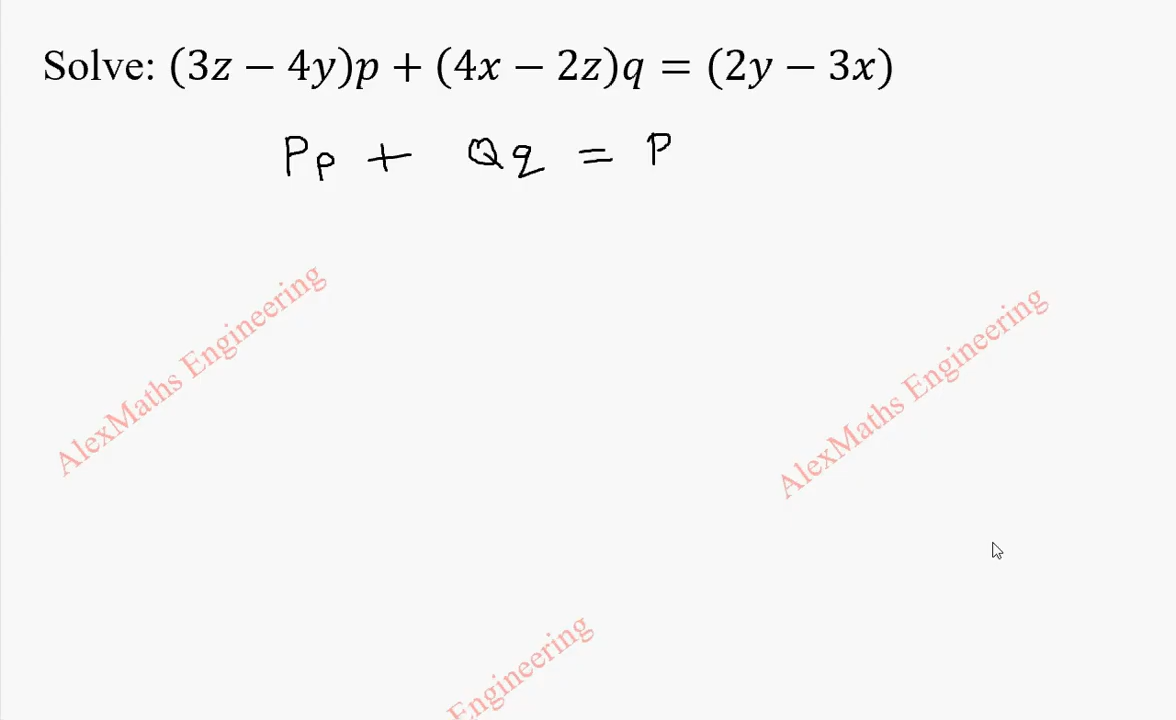 Solve: (3z − 4y)p + (4x − 2z)q = (2y − 3x)
Pp + Qq = P
AlexMaths Engineering
AlexMaths Engineering
Engineering